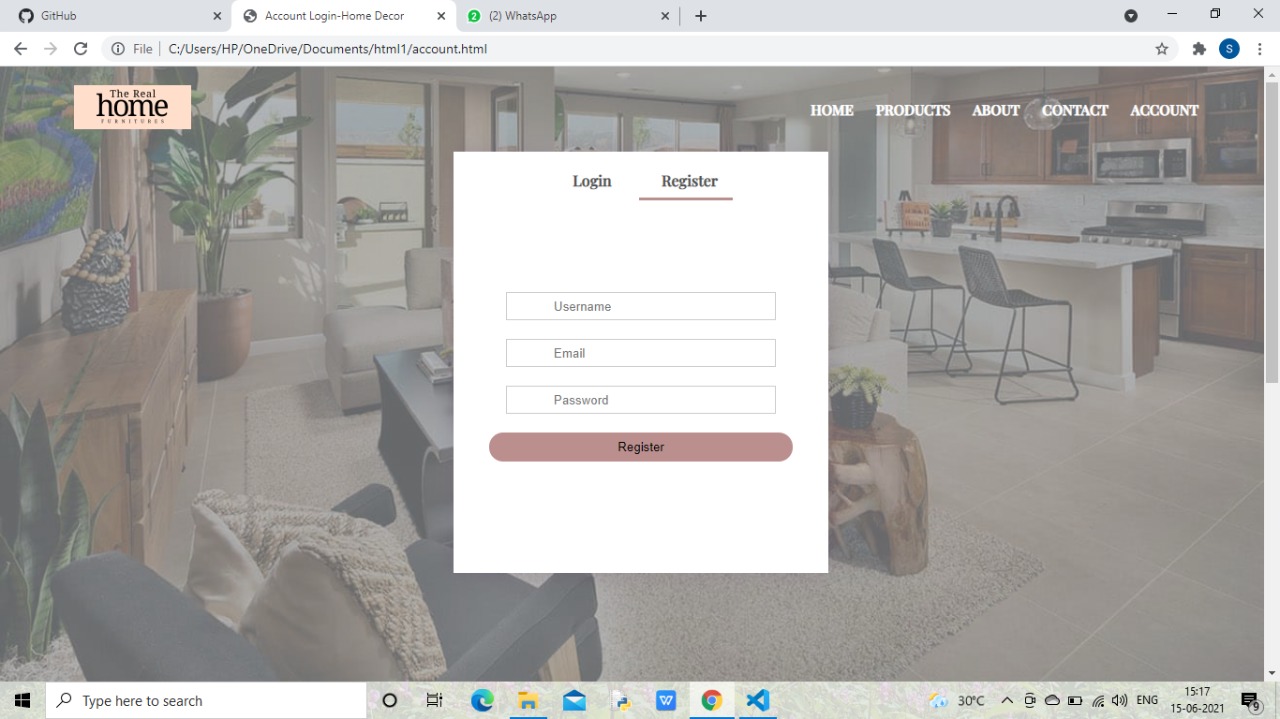 GitHub
Account Login-Home Decor
(2) WhatsApp
File
C:/Users/HP/OneDrive/Documents/html1/account.html
S
The Real
home
FURNITURES
HOME PRODUCTS ABOUT CONTACT ACCOUNT
Login Register
Username
Email
Password
Register
Type here to search
30°C
ENG
15:17
15-06-2021
9